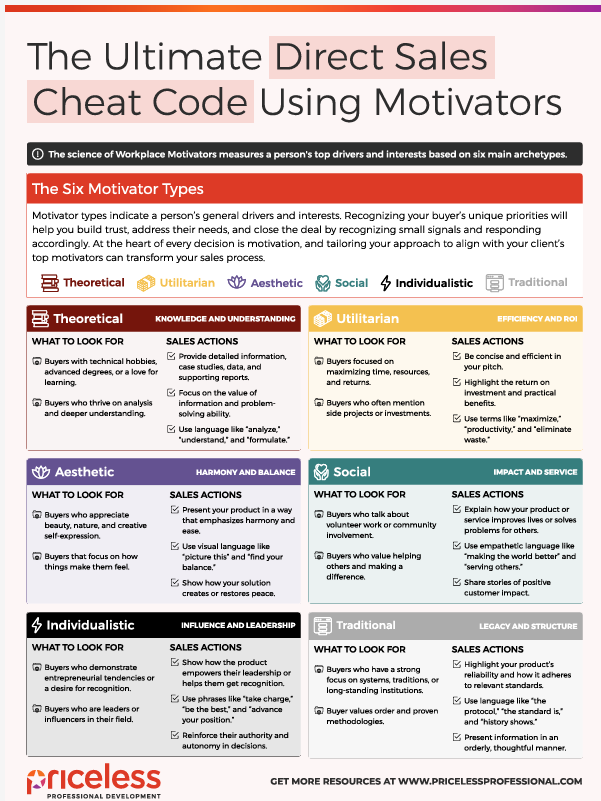 The Ultimate Direct Sales
Cheat Code Using Motivators
The science of Workplace Motivators measures a person's top drivers and interests based on six main archetypes.
The Six Motivator Types
Motivator types indicate a person's general drivers and interests. Recognizing your buyer's unique priorities will
help you build trust, address their needs, and close the deal by recognizing small signals and responding
accordingly. At the heart of every decision is motivation, and tailoring your approach to align with your client's
top motivators can transform your sales process.
Theoretical Utilitarian Aesthetic Social Individualistic Traditional
Theoretical KNOWLEDGE AND UNDERSTANDING
WHAT TO LOOK FOR
Buyers with technical hobbies,
advanced degrees, or a love for
learning.
Buyers who thrive on analysis
and deeper understanding.
SALES ACTIONS
Provide detailed information,
case studies, data, and
supporting reports.
Focus on the value of
information and problem-
solving ability.
Use language like "analyze,"
"understand," and "formulate."
Utilitarian EFFICIENCY AND ROI
WHAT TO LOOK FOR
Buyers focused on
maximizing time, resources,
and returns.
Buyers who often mention
side projects or investments.
SALES ACTIONS
Be concise and efficient in
your pitch.
Highlight the return on
investment and practical
benefits.
Use terms like "maximize,"
"productivity," and "eliminate
waste."
Aesthetic HARMONY AND BALANCE
WHAT TO LOOK FOR
Buyers who appreciate
beauty, nature, and creative
self-expression.
Buyers that focus on how
things make them feel.
SALES ACTIONS
Present your product in a way
that emphasizes harmony and
ease.
Use visual language like
"picture this" and "find your
balance."
Show how your solution
creates or restores peace.
Social IMPACT AND SERVICE
WHAT TO LOOK FOR
Buyers who talk about
volunteer work or community
involvement.
Buyers who value helping
others and making a
difference.
SALES ACTIONS
Explain how your product or
service improves lives or solves
problems for others.
Use empathetic language like
"making the world better" and
"serving others."
Share stories of positive
customer impact.
Individualistic INFLUENCE AND LEADERSHIP
WHAT TO LOOK FOR
Buyers who demonstrate
entrepreneurial tendencies or
a desire for recognition.
Buyers who are leaders or
influencers in their field.
SALES ACTIONS
Show how the product
empowers their leadership or
helps them get recognition.
Use phrases like "take charge,"
"be the best," and "advance
your position."
Reinforce their authority and
autonomy in decisions.
Traditional LEGACY AND STRUCTURE
WHAT TO LOOK FOR
Buyers who have a strong
focus on systems, traditions, or
long-standing institutions.
Buyer values order and proven
methodologies.
SALES ACTIONS
Highlight your product's
reliability and how it adheres
to relevant standards.
Use language like "the
protocol," "the standard is,"
and "history shows."
Present information in an
orderly, thoughtful manner.
priceless
PROFESSIONAL DEVELOPMENT
GET MORE RESOURCES AT WWW.PRICELESSPROFESSIONAL.COM